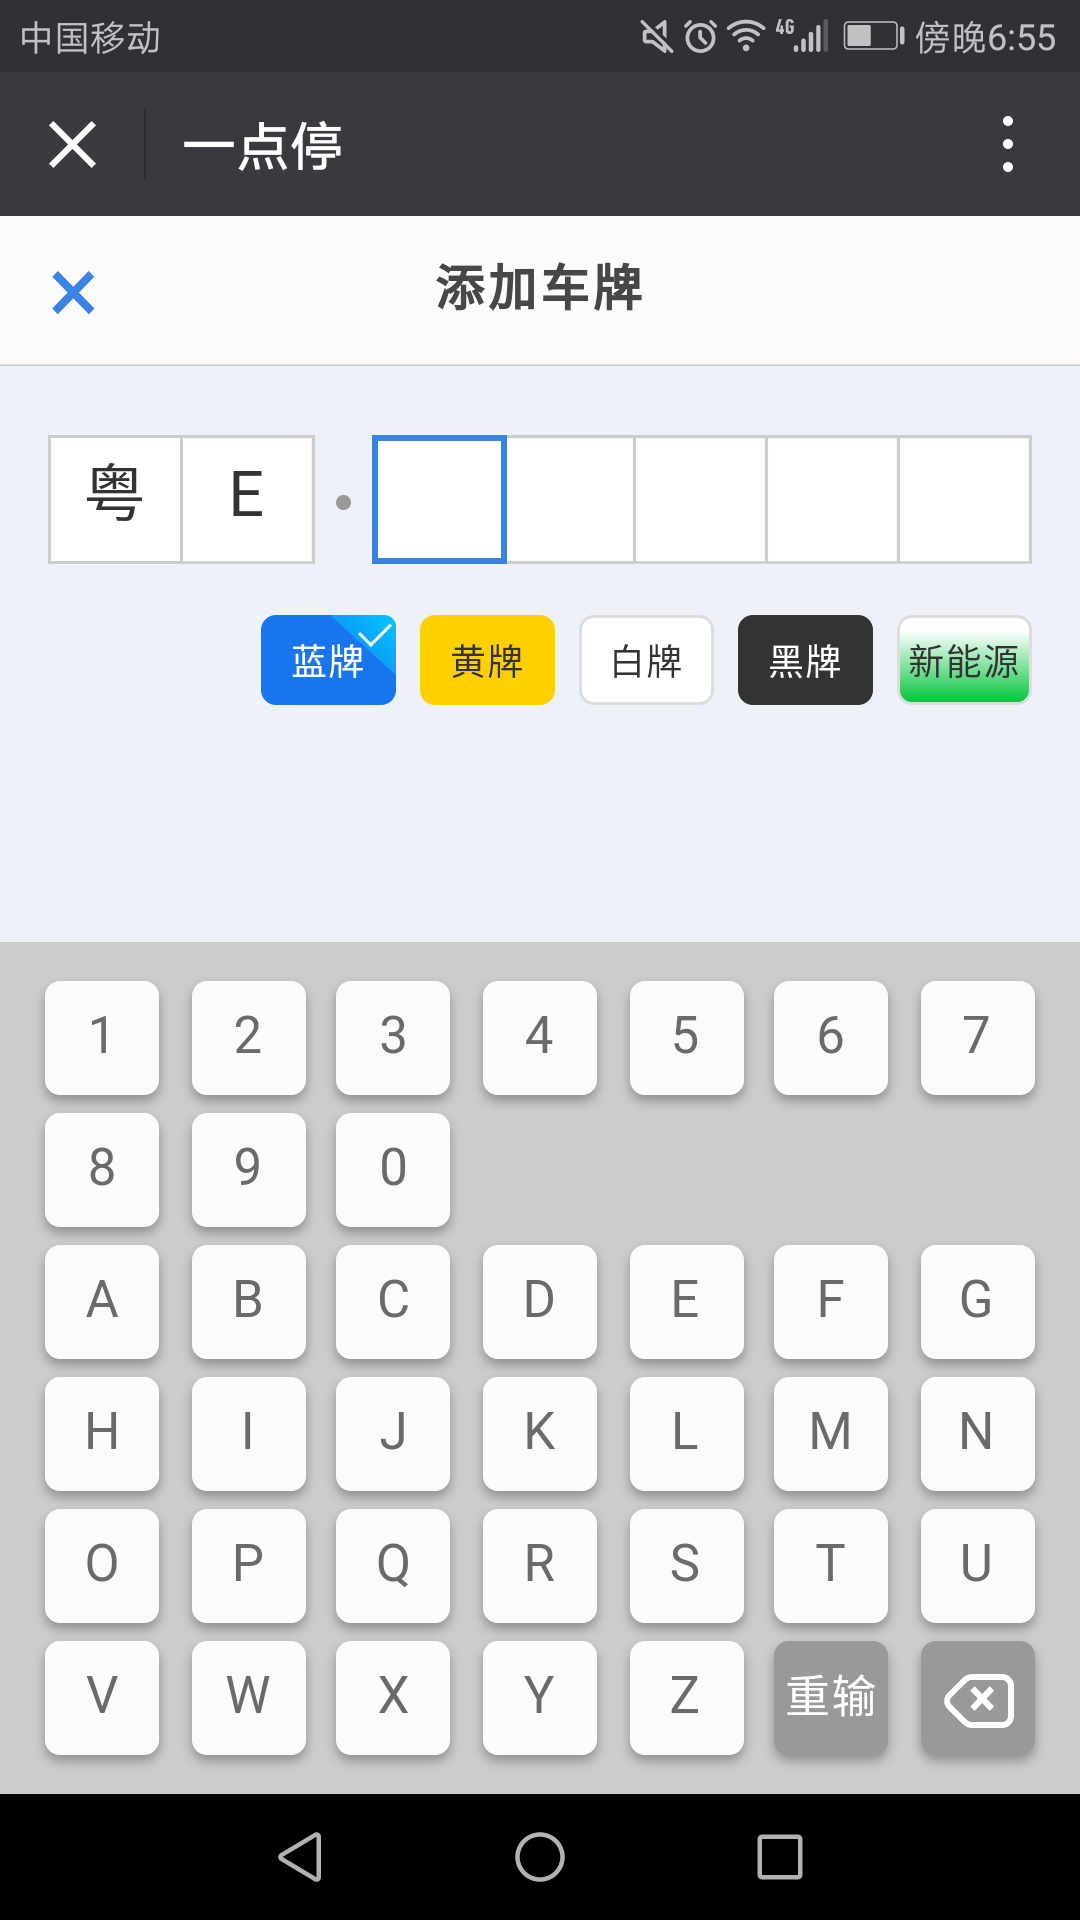 中国移动 4G 傍晚6:55
一点停
添加车牌
粤 E ·
蓝牌 黄牌 白牌 黑牌 新能源
1 2 3 4 5 6 7
8 9 0
A B C D E F G
H I J K L M N
O P Q R S T U
V W X Y Z 重输